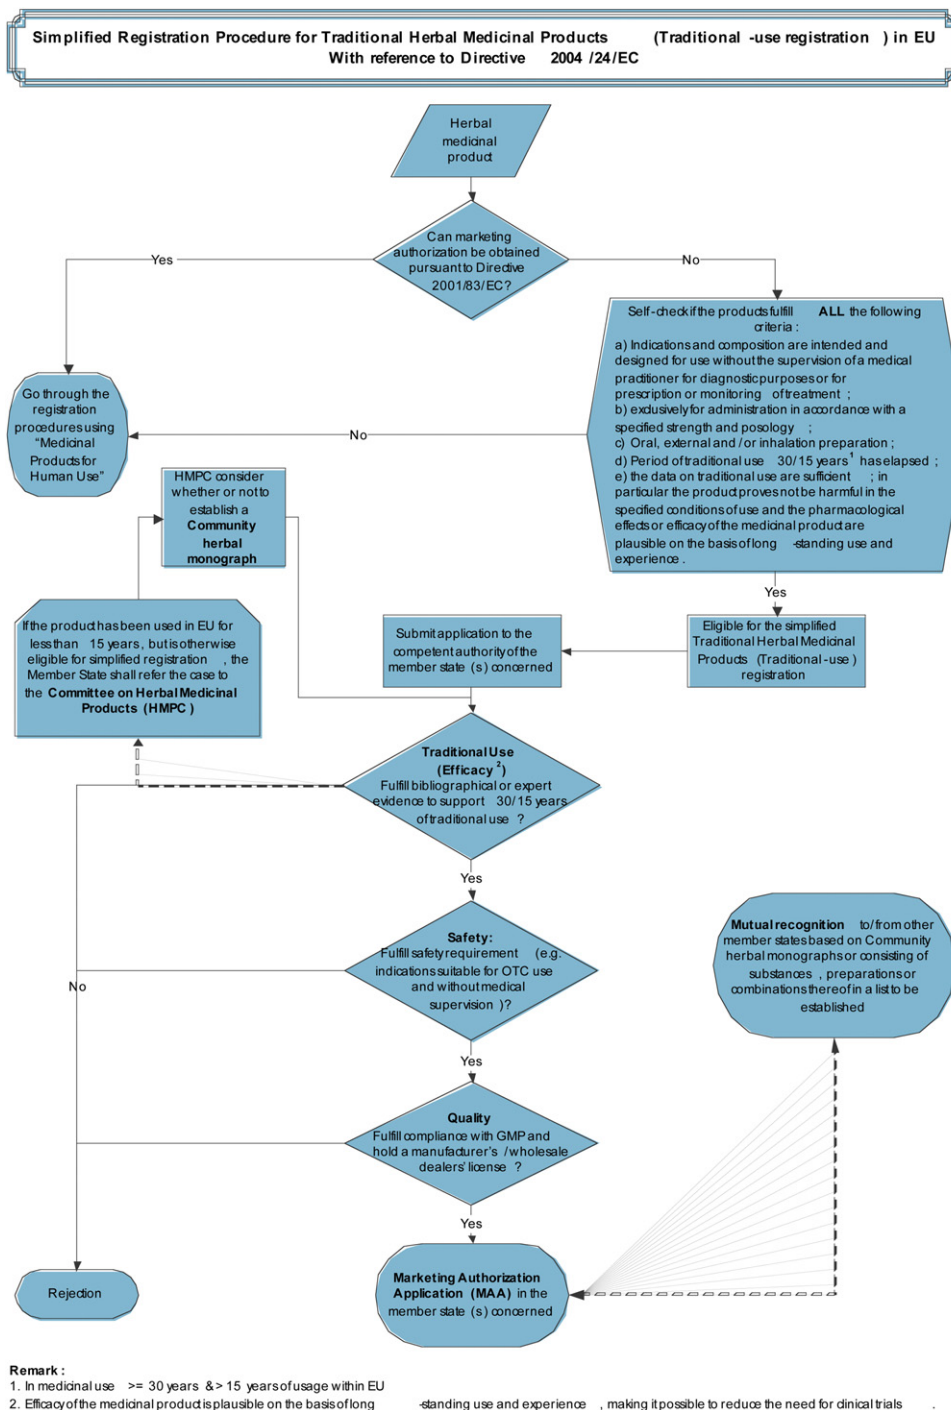 Simplified Registration Procedure for Traditional Herbal Medicinal Products (Traditional -use registration ) in EU
With reference to Directive 2004 /24/EC
Herbal
medicinal
product
Can marketing
authorization be obtained
pursuant to Directive
2001/83/EC?
Yes
No
Self-check if the products fulfill ALL the following
criteria :
a) Indications and composition are intended and
designed for use without the supervision of a medical
practitioner for diagnostic purposes or for
prescription or monitoring of treatment ;
b) exclusively for administration in accordance with a
specified strength and posology ;
c) Oral, external and / or inhalation preparation ;
d) Period of traditional use 30/ 15 years¹ has elapsed ;
e) the data on traditional use are sufficient ; in
particular the product proves not be harmful in the
specified conditions of use and the pharmacological
effects or efficacy of the medicinal product are
plausible on the basis of long -standing use and
experience .
Go through the
registration
procedures using
“Medicinal
Products for
Human Use”
No
HMPC consider
whether or not to
establish a
Community
herbal
monograph
Yes
If the product has been used in EU for
less than 15 years, but is otherwise
eligible for simplified registration , the
Member State shall refer the case to
the Committee on Herbal Medicinal
Products (HMPC )
Submit application to the
competent authority of the
member state (s) concerned
Eligible for the simplified
Traditional Herbal Medicinal
Products (Traditional -use )
registration
Traditional Use
(Efficacy ²)
Fulfill bibliographical or expert
evidence to support 30/ 15 years
of traditional use ?
Yes
Safety:
Fulfill safety requirement (e.g.
indications suitable for OTC use
and without medical
supervision )?
No
Mutual recognition to/ from other
member states based on Community
herbal monographs or consisting of
substances , preparations or
combinations thereof in a list to be
established
Yes
Quality
Fulfill compliance with GMP and
hold a manufacturer’s / wholesale
dealers’ license ?
Yes
Rejection
Marketing Authorization
Application (MAA) in the
member state (s) concerned
Remark :
1. In medicinal use >= 30 years & > 15 years of usage within EU
2. Efficacy of the medicinal product is plausible on the basis of long -standing use and experience , making it possible to reduce the need for clinical trials .